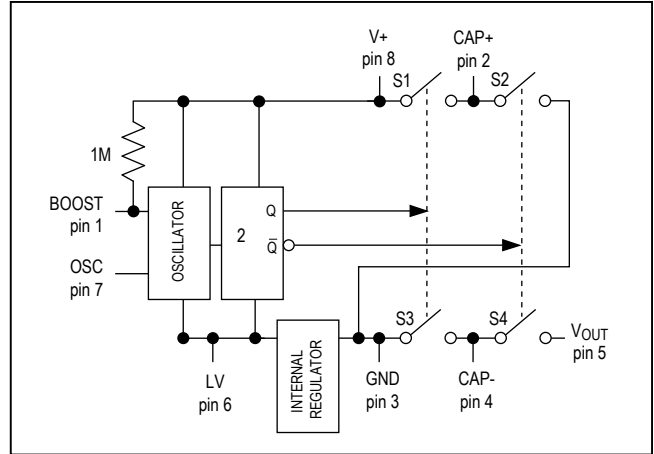 V+
pin 8
CAP+
pin 2
S1
S2
1M
BOOST
pin 1
OSCILLATOR
2
Q
Q̅
OSC
pin 7
S3
S4
VOUT
pin 5
INTERNAL
REGULATOR
LV
pin 6
GND
pin 3
CAP-
pin 4